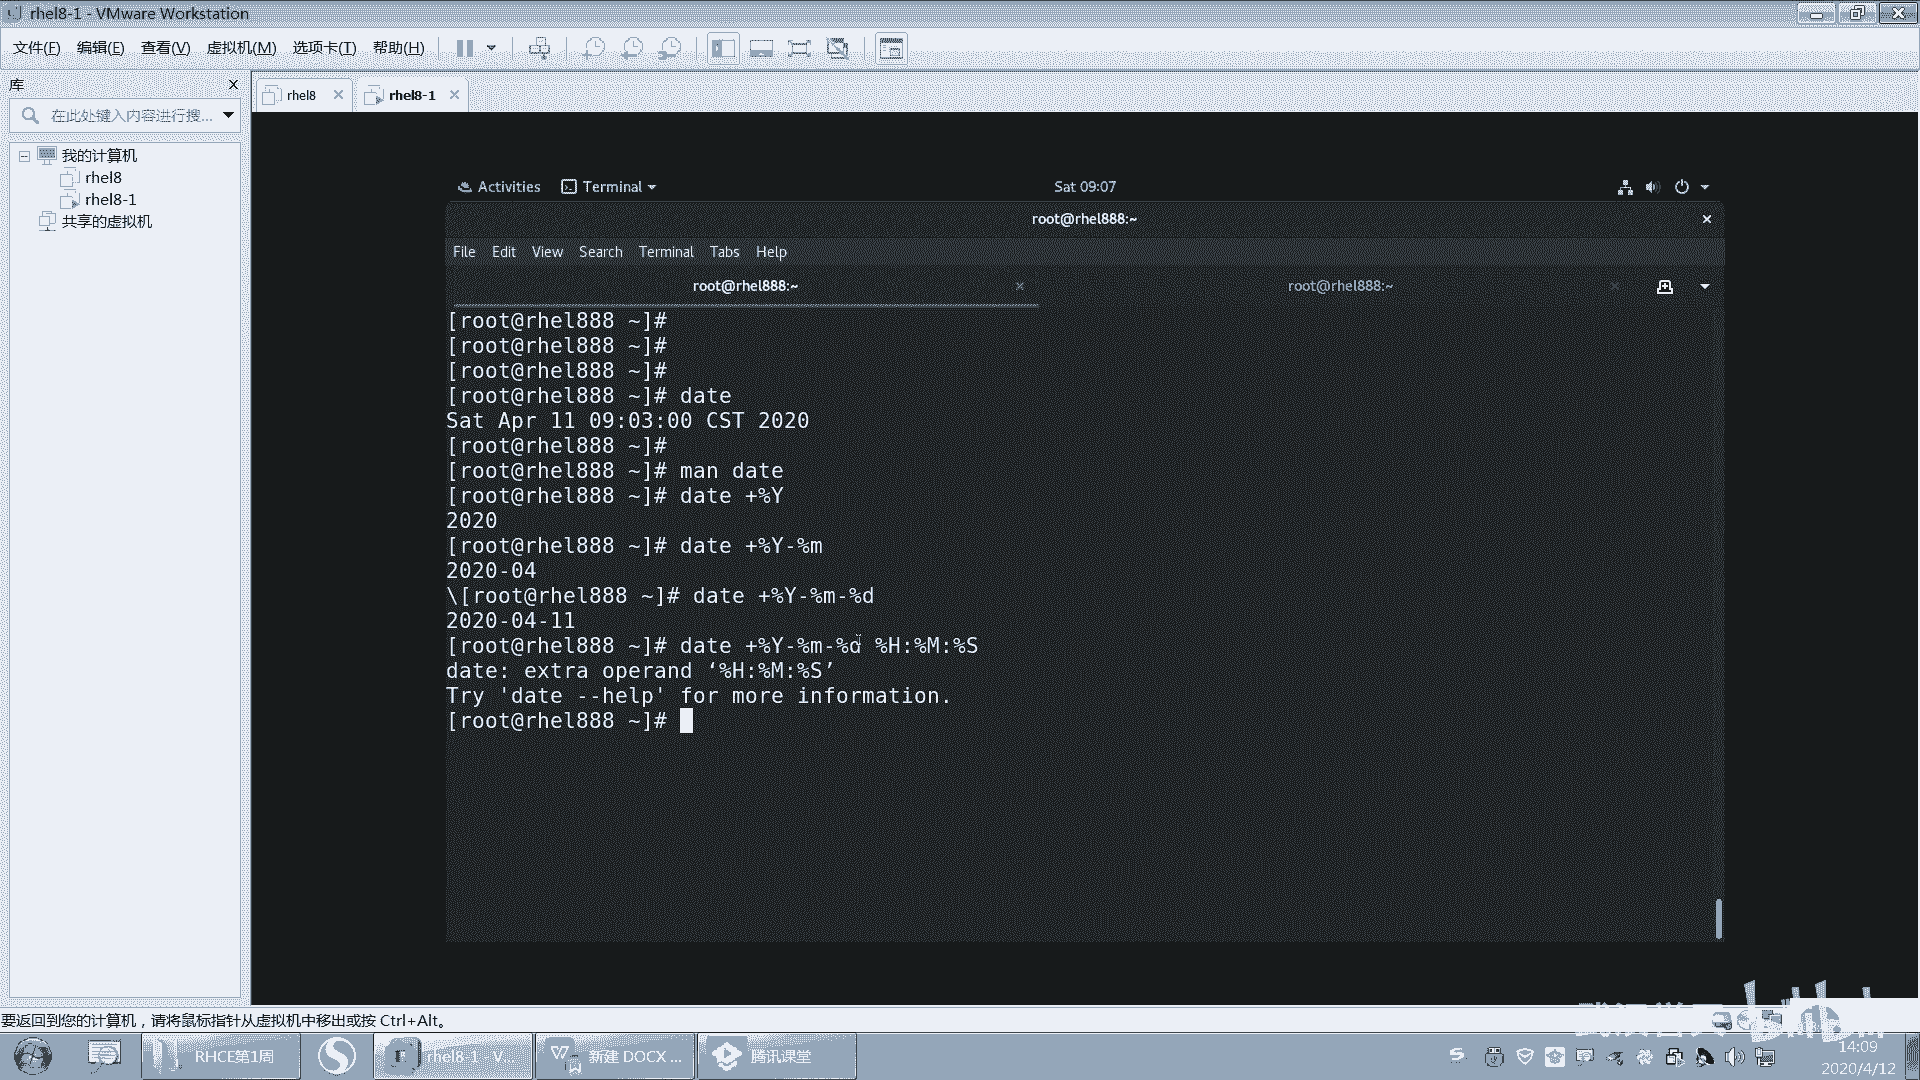 rhel8-1 - VMware Workstation
文件(F) 编辑(E) 查看(V) 虚拟机(M) 选项卡(T) 帮助(H)
库
在此处键入内容进行搜...
我的计算机
rhel8
rhel8-1
共享的虚拟机
rhel8 rhel8-1
Activities Terminal Sat 09:07
root@rhel888:~
File Edit View Search Terminal Tabs Help
root@rhel888:~ root@rhel888:~
[root@rhel888 ~]#
[root@rhel888 ~]#
[root@rhel888 ~]#
[root@rhel888 ~]# date
Sat Apr 11 09:03:00 CST 2020
[root@rhel888 ~]#
[root@rhel888 ~]# man date
[root@rhel888 ~]# date +%Y
2020
[root@rhel888 ~]# date +%Y-%m
2020-04
\[root@rhel888 ~]# date +%Y-%m-%d
2020-04-11
[root@rhel888 ~]# date +%Y-%m-%d %H:%M:%S
date: extra operand ‘%H:%M:%S’
Try 'date --help' for more information.
[root@rhel888 ~]#
要返回到您的计算机，请将鼠标指针从虚拟机中移出或按 Ctrl+Alt。
RHCE第1周 rhel8-1 - V... 新建 DOCX ... 腾讯课堂
14:09
2020/4/12
bilibili